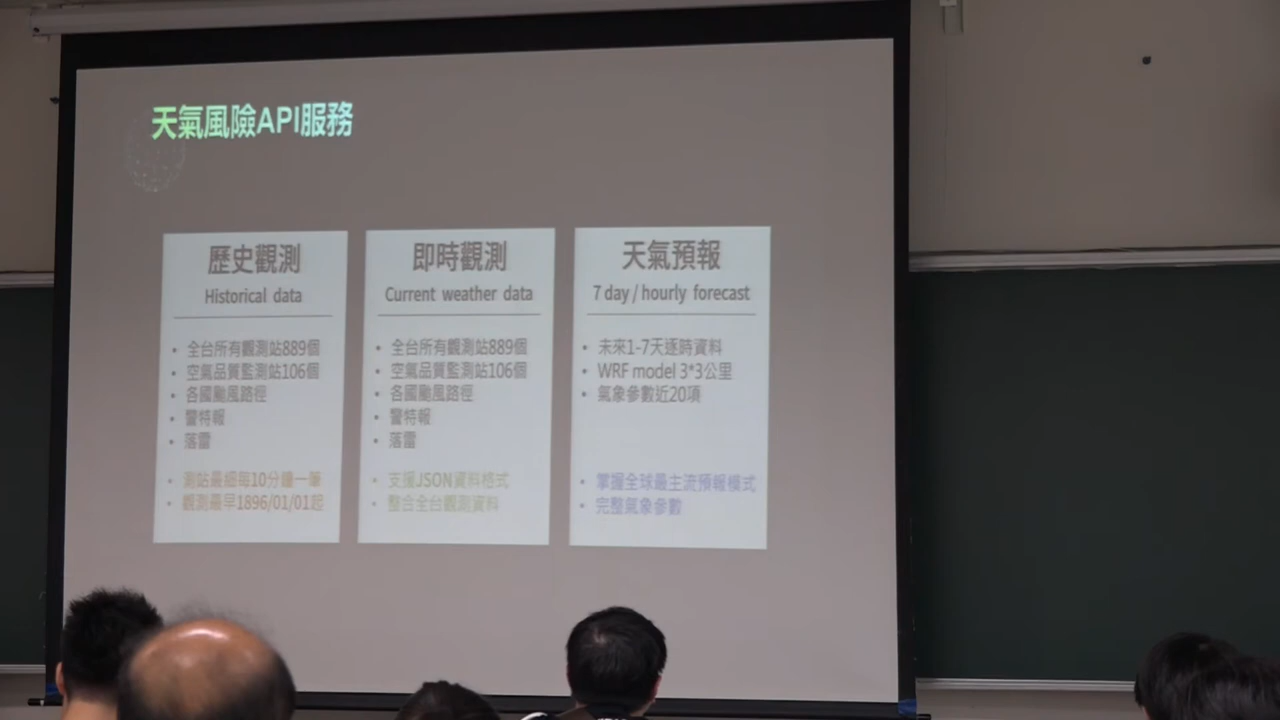 天氣風險API服務
歷史觀測
Historical data
• 全台所有觀測站889個
• 空氣品質監測站106個
• 各國颱風路徑
• 警特報
• 落雷
• 測站最細每10分鐘一筆
• 觀測最早1896/01/01起
即時觀測
Current weather data
• 全台所有觀測站889個
• 空氣品質監測站106個
• 各國颱風路徑
• 警特報
• 落雷
• 支援JSON資料格式
• 整合全台觀測資料
天氣預報
7 day / hourly forecast
• 未來1-7天逐時資料
• WRF model 3*3公里
• 氣象參數近20項
• 掌握全球最主流預報模式
• 完整氣象參數